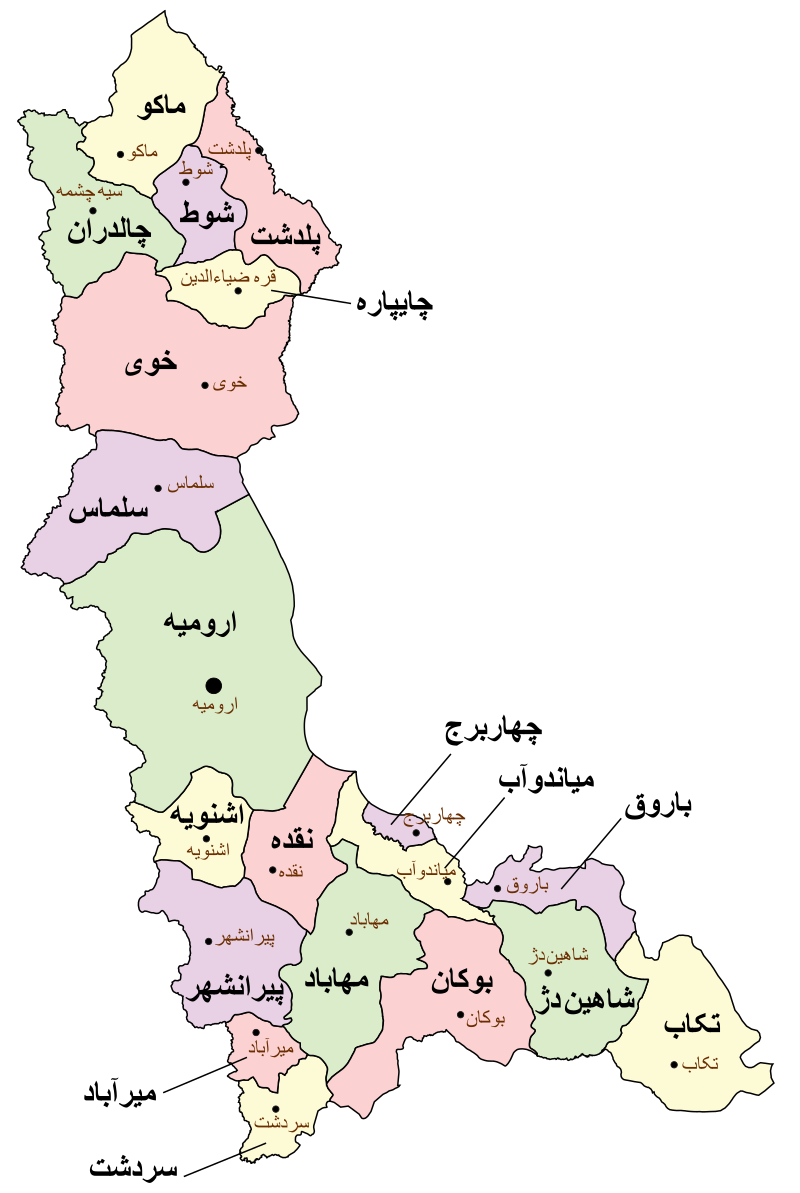 ماکو
ماکو
پلدشت
شوط
سیه چشمه
شوط
چالدران
پلدشت
قره ضیاءالدین
چایپاره
خوی
خوی
سلماس
سلماس
ارومیه
ارومیه
چهاربرج
میاندوآب
باروق
چهاربرج
اشنویه
نقده
اشنویه
نقده
میاندوآب
باروق
مهاباد
پیرانشهر
شاهین‌دژ
مهاباد
بوکان
پیرانشهر
شاهین‌دژ
بوکان
تکاب
میرآباد
تکاب
میرآباد
سردشت
سردشت